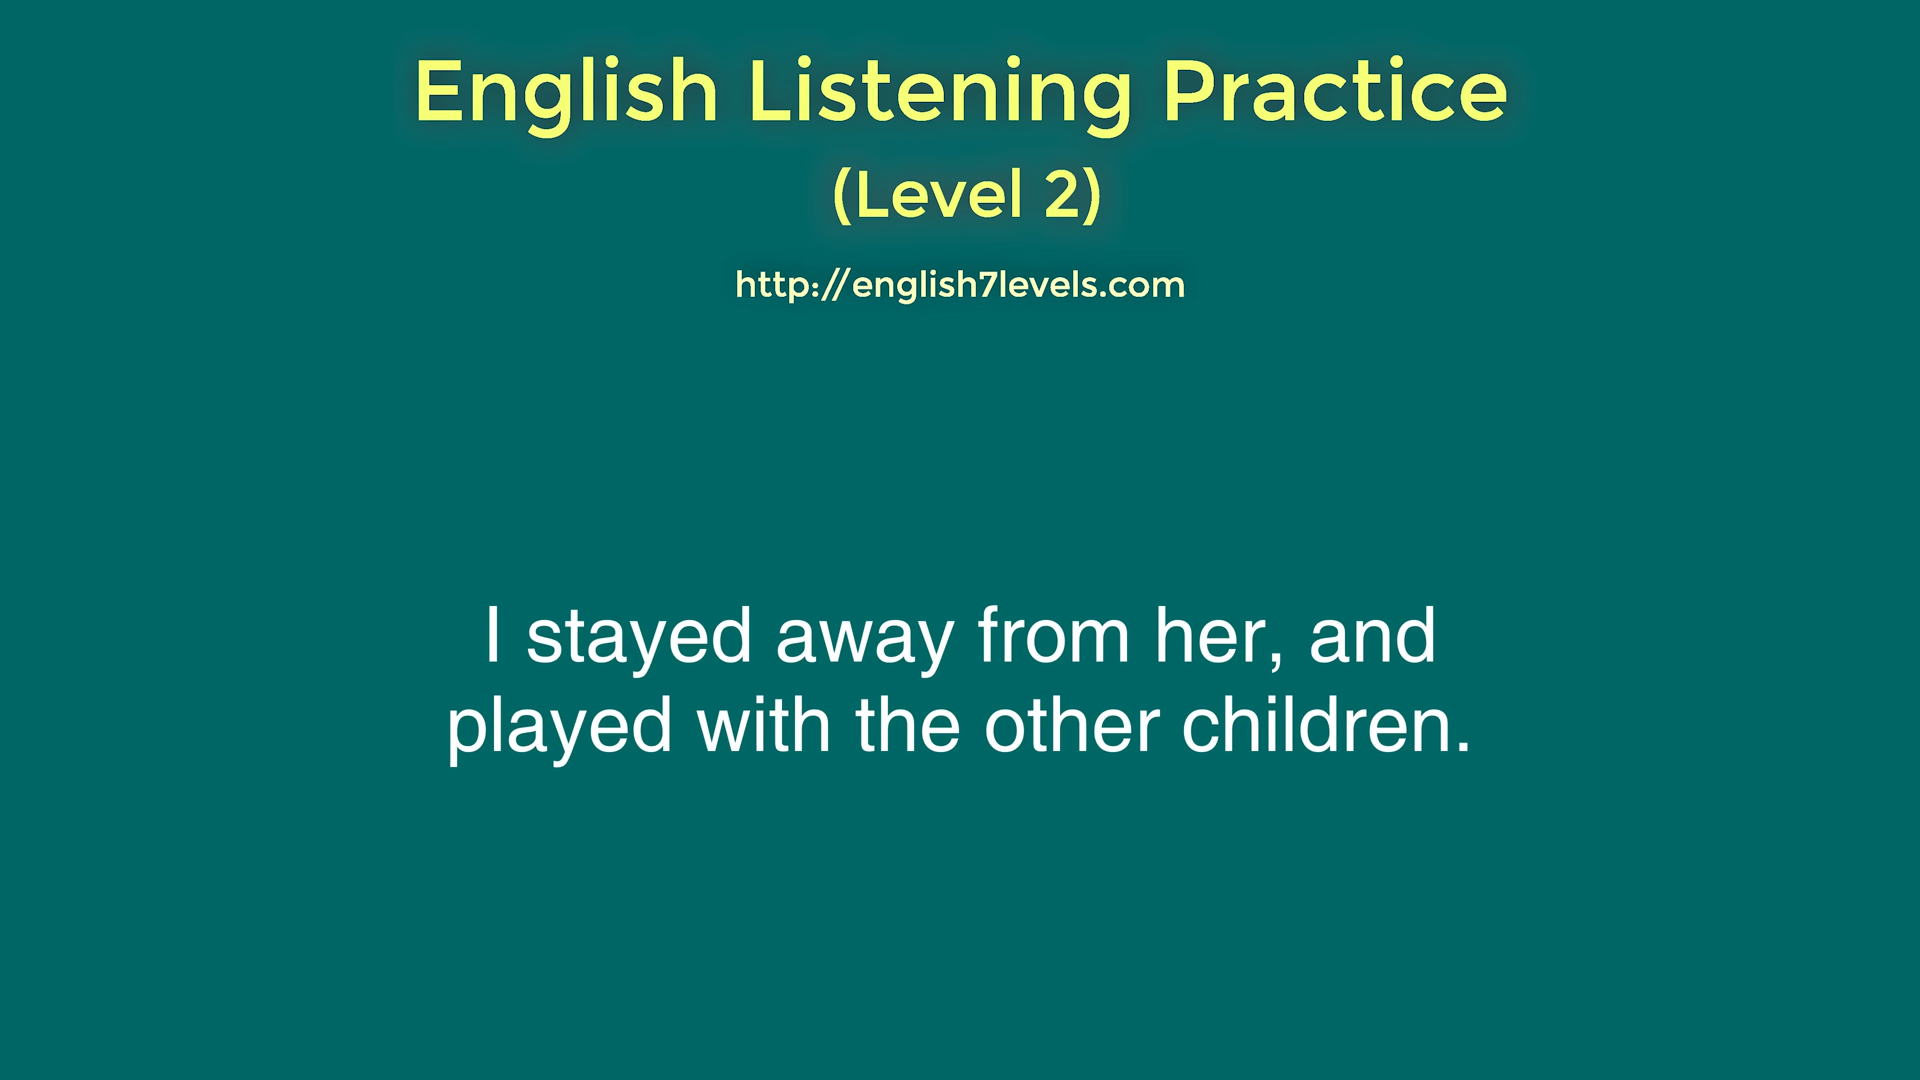 English Listening Practice
(Level 2)
http://english7levels.com
I stayed away from her, and
played with the other children.